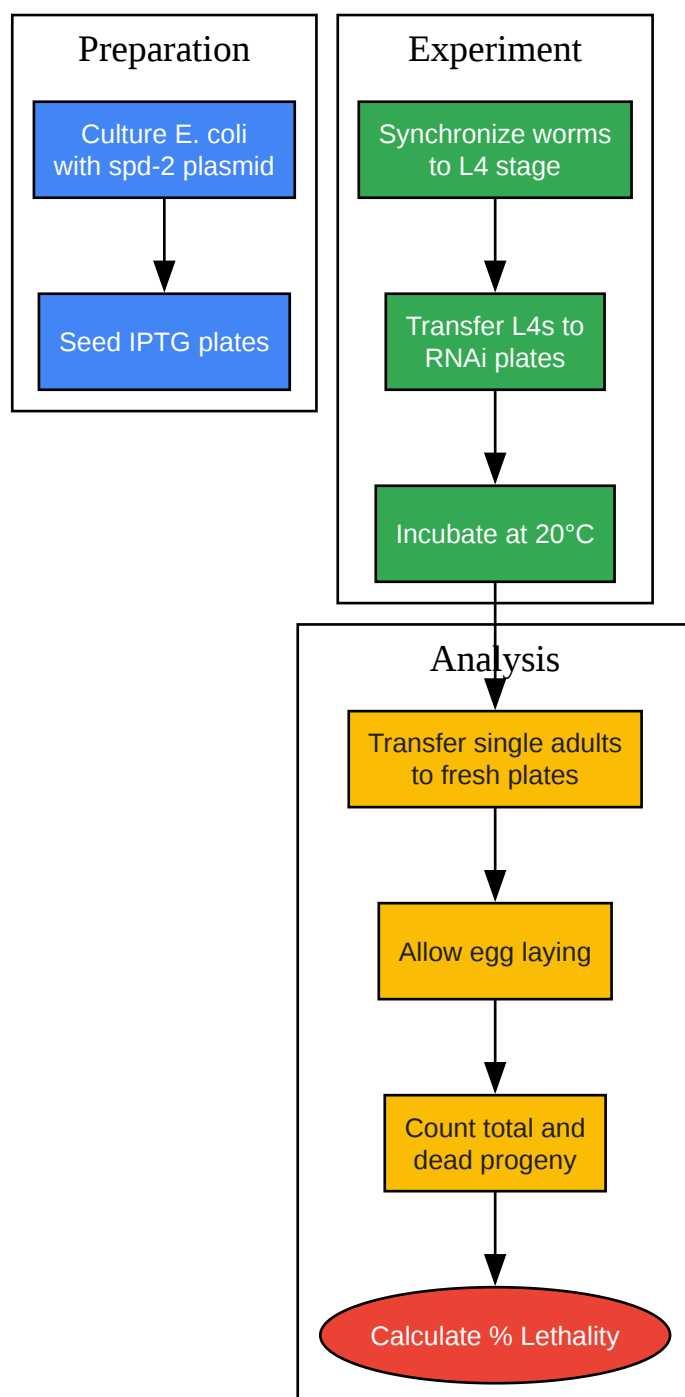 Preparation
Culture E. coli
with spd-2 plasmid
Seed IPTG plates
Experiment
Synchronize worms
to L4 stage
Transfer L4s to
RNAi plates
Incubate at 20°C
Analysis
Transfer single adults
to fresh plates
Allow egg laying
Count total and
dead progeny
Calculate % Lethality